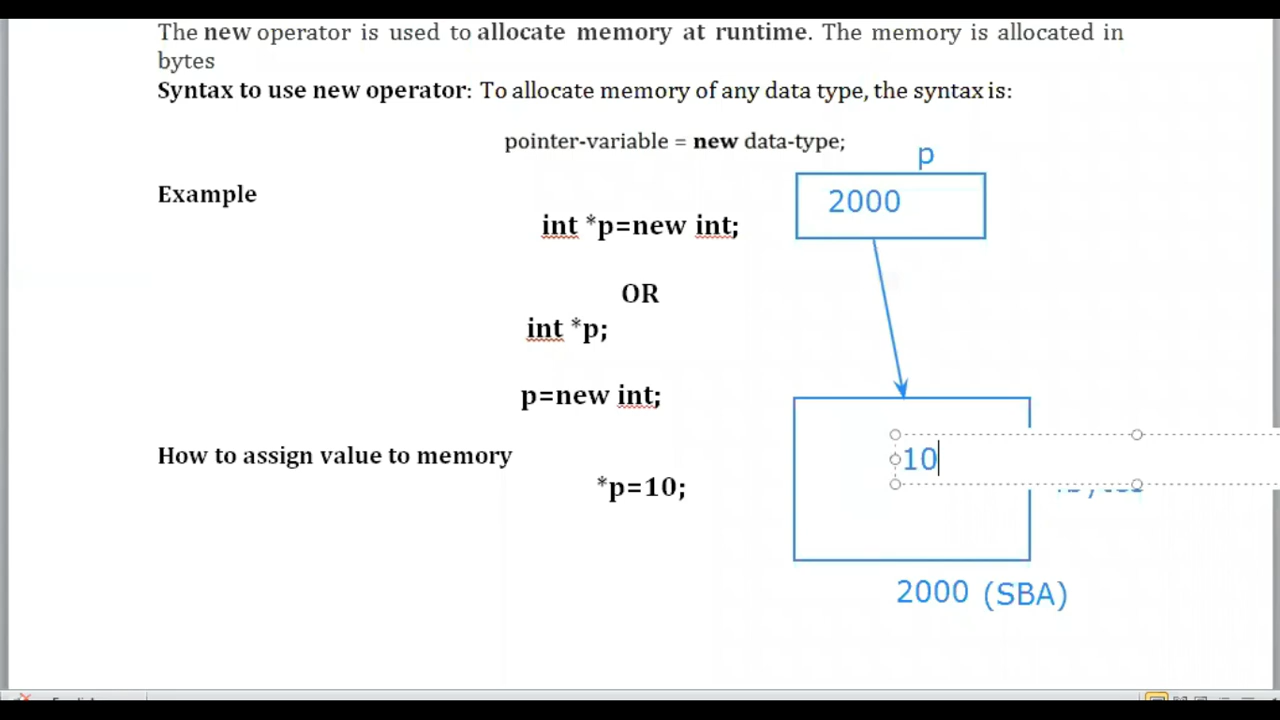 The new operator is used to allocate memory at runtime. The memory is allocated in
bytes
Syntax to use new operator: To allocate memory of any data type, the syntax is:
pointer-variable = new data-type;
p
Example
2000
int *p=new int;
OR
int *p;
p=new int;
How to assign value to memory
10
*p=10;
2000 (SBA)